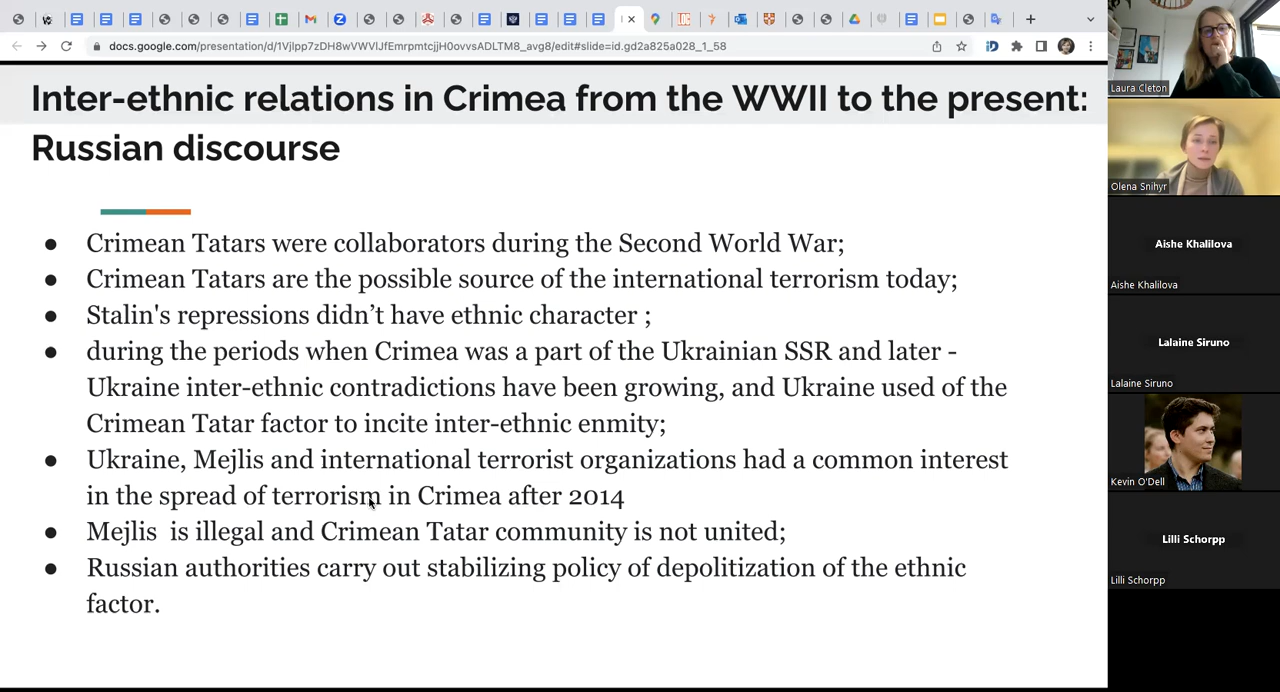 docs.google.com/presentation/d/1Vjlpp7zDH8wVWVlJfEmrpmtcjjH0ovvsADLTM8_avg8/edit#slide=id.gd2a825a028_1_58
Inter-ethnic relations in Crimea from the WWII to the present:
Russian discourse
● Crimean Tatars were collaborators during the Second World War;
● Crimean Tatars are the possible source of the international terrorism today;
● Stalin's repressions didn’t have ethnic character ;
● during the periods when Crimea was a part of the Ukrainian SSR and later -
Ukraine inter-ethnic contradictions have been growing, and Ukraine used of the
Crimean Tatar factor to incite inter-ethnic enmity;
● Ukraine, Mejlis and international terrorist organizations had a common interest
in the spread of terrorism in Crimea after 2014
● Mejlis is illegal and Crimean Tatar community is not united;
● Russian authorities carry out stabilizing policy of depolitization of the ethnic
factor.
Laura Cleton
Olena Snihyr
Aishe Khalilova
Aishe Khalilova
Lalaine Siruno
Lalaine Siruno
Kevin O'Dell
Lilli Schorpp
Lilli Schorpp